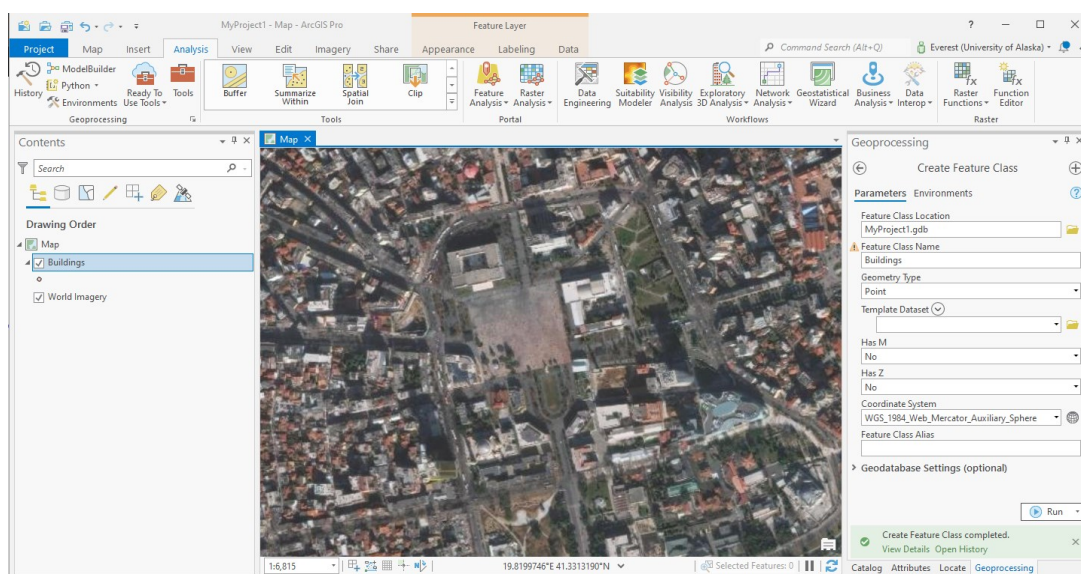 MyProject1 - Map - ArcGIS Pro
Feature Layer
?
Project Map Insert Analysis View Edit Imagery Share Appearance Labeling Data
Command Search (Alt+Q)
Everest (University of Alaska)
History
ModelBuilder
Python
Environments
Ready To Use Tools
Tools
Geoprocessing
Buffer
Summarize Within
Spatial Join
Clip
Tools
Feature Analysis
Raster Analysis
Portal
Data Engineering
Suitability Modeler
Visibility Analysis
Exploratory 3D Analysis
Network Analysis
Geostatistical Wizard
Business Analysis
Data Interop
Workflows
Raster Functions
Function Editor
Raster
Contents
Search
Drawing Order
Map
Buildings
World Imagery
Map
1:6,815
19.8199746°E 41.3313190°N
Selected Features: 0
Geoprocessing
Create Feature Class
Parameters Environments
Feature Class Location
MyProject1.gdb
Feature Class Name
Buildings
Geometry Type
Point
Template Dataset
Has M
No
Has Z
No
Coordinate System
WGS_1984_Web_Mercator_Auxiliary_Sphere
Feature Class Alias
Geodatabase Settings (optional)
Run
Create Feature Class completed.
View Details Open History
Catalog Attributes Locate Geoprocessing